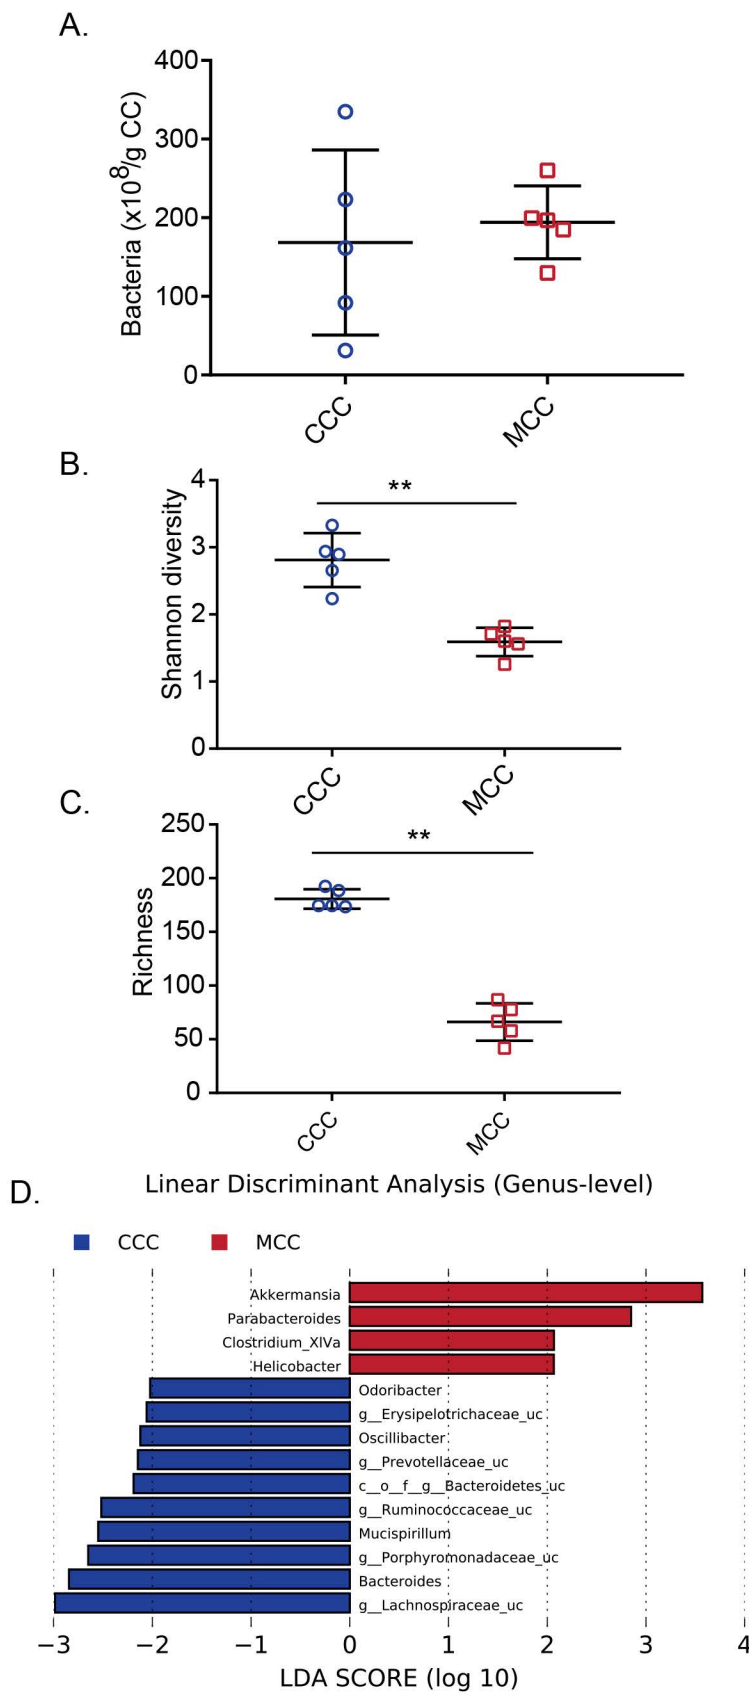 A.
400
300
200
100
0
Bacteria (x10⁸/g CC)
CCC
MCC
B.
4
3
2
1
0
Shannon diversity
**
CCC
MCC
C.
250
200
150
100
50
0
Richness
**
CCC
MCC
D.
Linear Discriminant Analysis (Genus-level)
CCC MCC
Akkermansia
Parabacteroides
Clostridium_XIVa
Helicobacter
Odoribacter
g__Erysipelotrichaceae_uc
Oscillibacter
g__Prevotellaceae_uc
c__o__f__g__Bacteroidetes_uc
g__Ruminococcaceae_uc
Mucispirillum
g__Porphyromonadaceae_uc
Bacteroides
g__Lachnospiraceae_uc
−3 −2 −1 0 1 2 3 4
LDA SCORE (log 10)